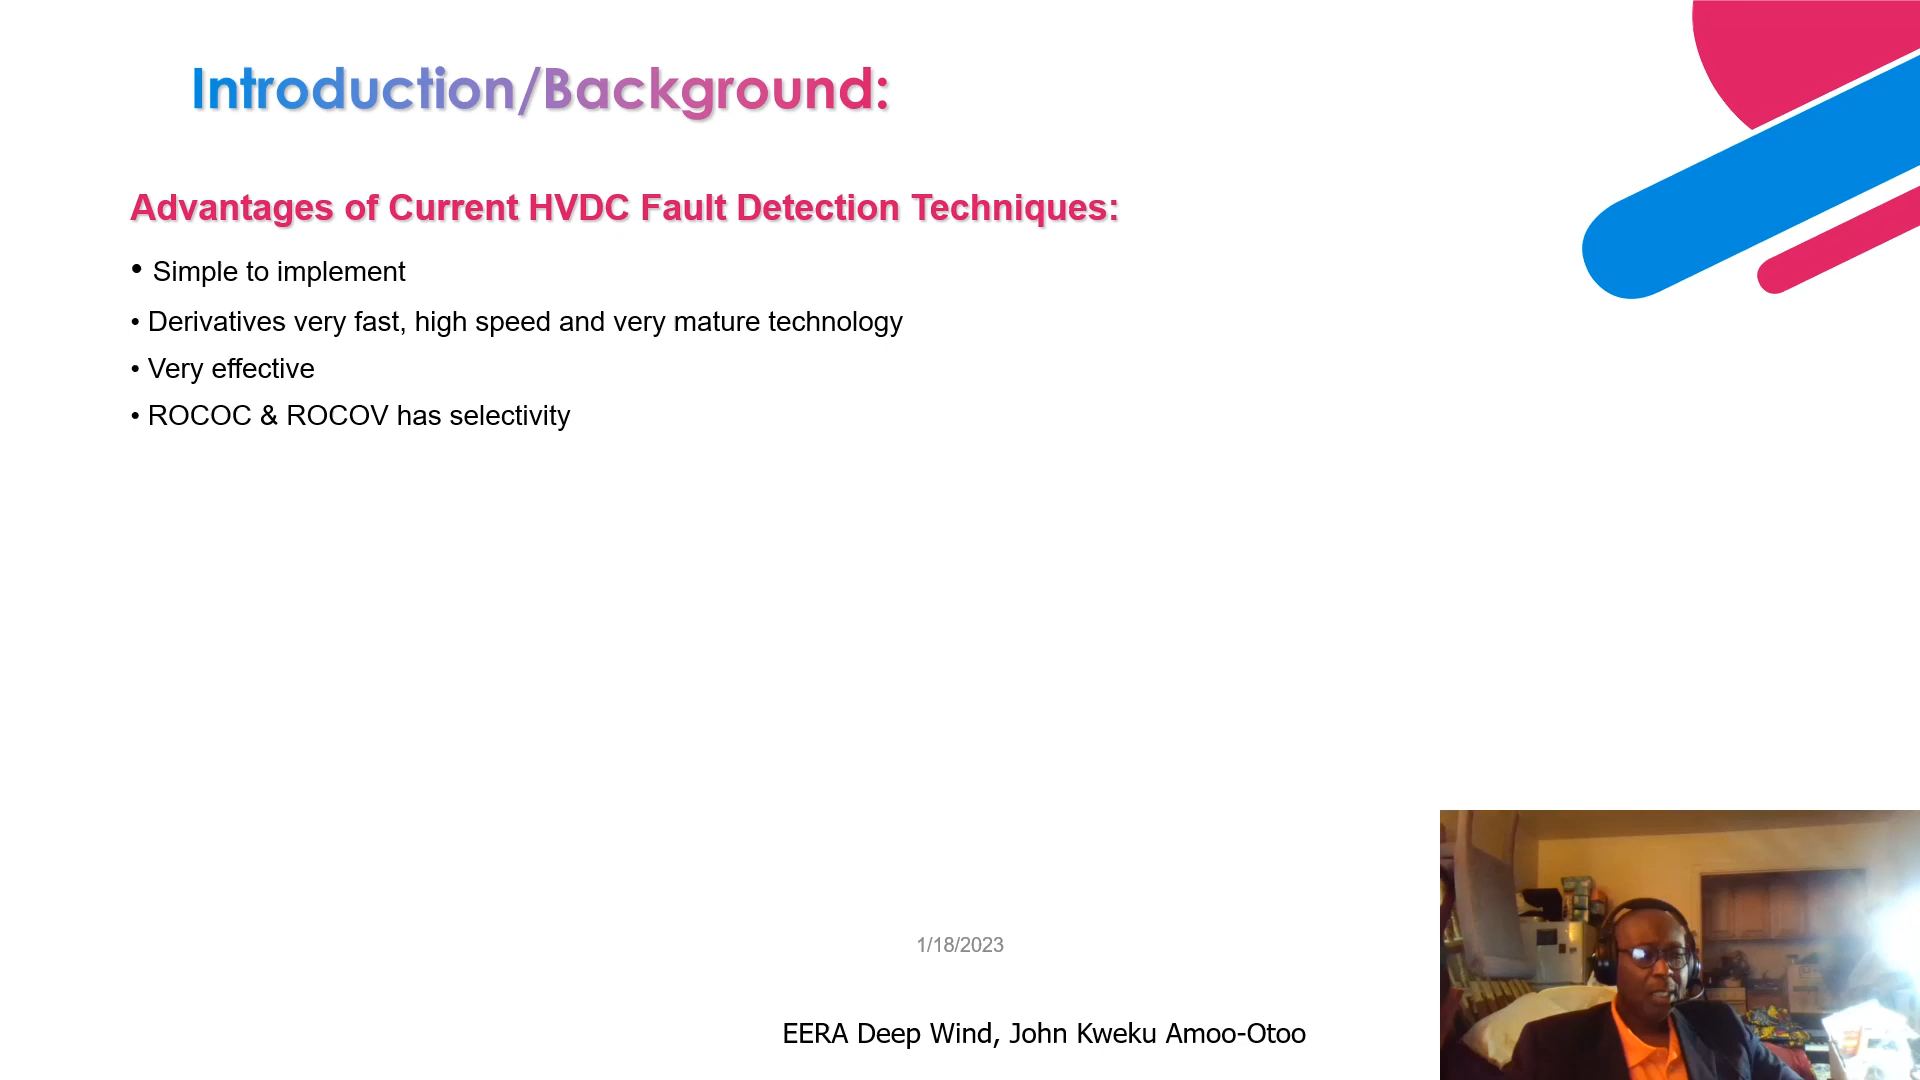 Introduction/Background:
Advantages of Current HVDC Fault Detection Techniques:
• Simple to implement
• Derivatives very fast, high speed and very mature technology
• Very effective
• ROCOC & ROCOV has selectivity
1/18/2023
EERA Deep Wind, John Kweku Amoo-Otoo